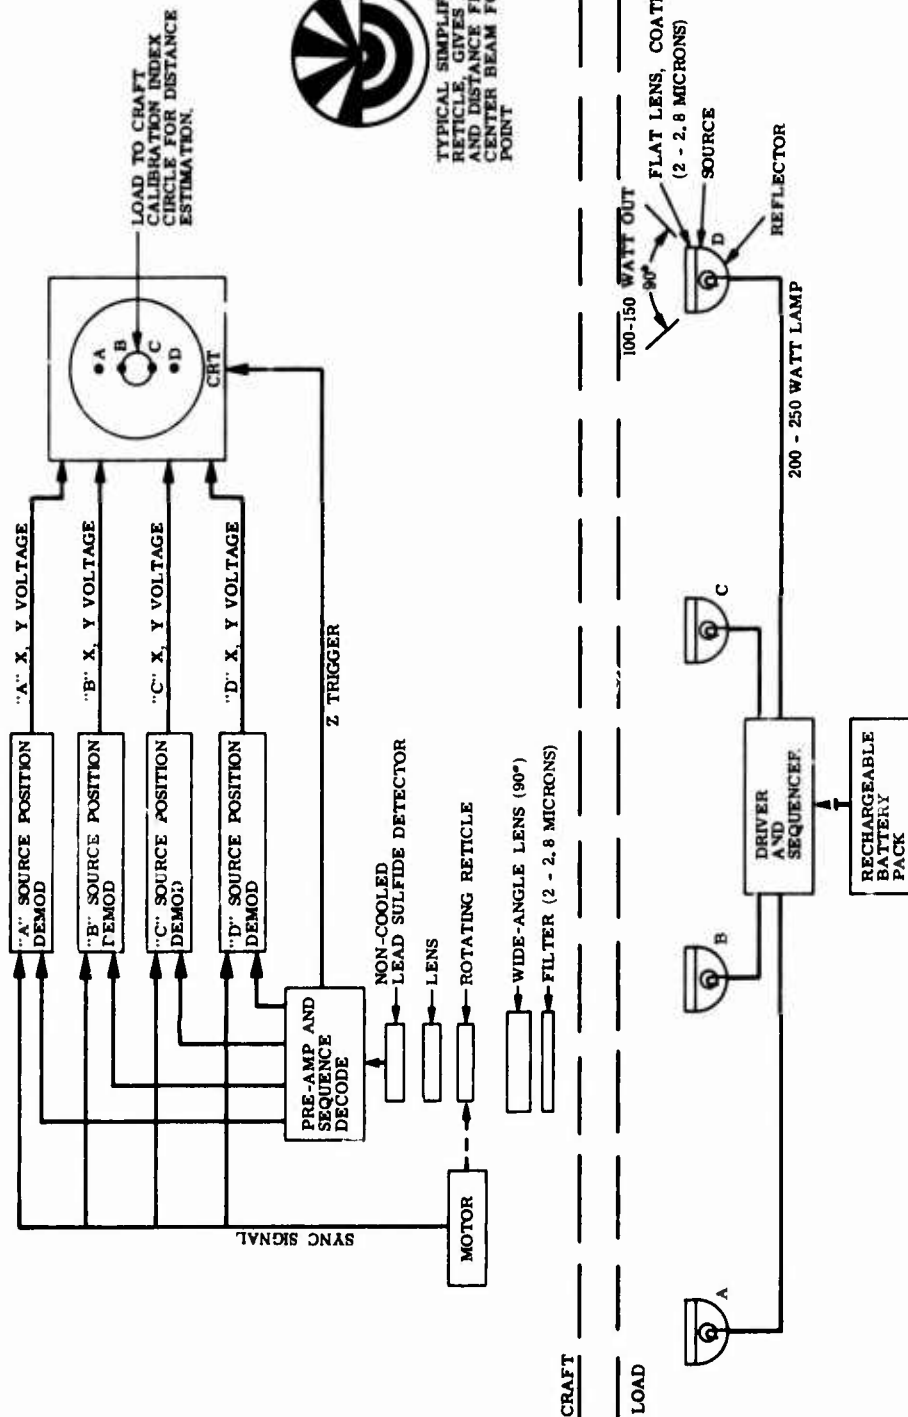 LOAD TO CRAFT
CALIBRATION INDEX
CIRCLE FOR DISTANCE
ESTIMATION.
A
B
C
D
CRT
"A" X, Y VOLTAGE
"B" X, Y VOLTAGE
"C" X, Y VOLTAGE
"D" X, Y VOLTAGE
Z TRIGGER
"A" SOURCE POSITION
DEMOD
"B" SOURCE POSITION
DEMOD
"C" SOURCE POSITION
DEMOD
"D" SOURCE POSITION
DEMOD
PRE-AMP AND
SEQUENCE
DECODE
SYNC SIGNAL
MOTOR
NON-COOLED
LEAD SULFIDE DETECTOR
LENS
ROTATING RETICLE
WIDE-ANGLE LENS (90°)
FILTER (2 - 2.8 MICRONS)
TYPICAL SIMPLIF
RETICLE, GIVES
AND DISTANCE F
CENTER BEAM FO
POINT
CRAFT
LOAD
100-150 WATT OUT
90°
FLAT LENS, COAT
(2 - 2.8 MICRONS)
SOURCE
REFLECTOR
D
200 - 250 WATT LAMP
C
B
A
DRIVER
AND
SEQUENCER
RECHARGEABLE
BATTERY
PACK